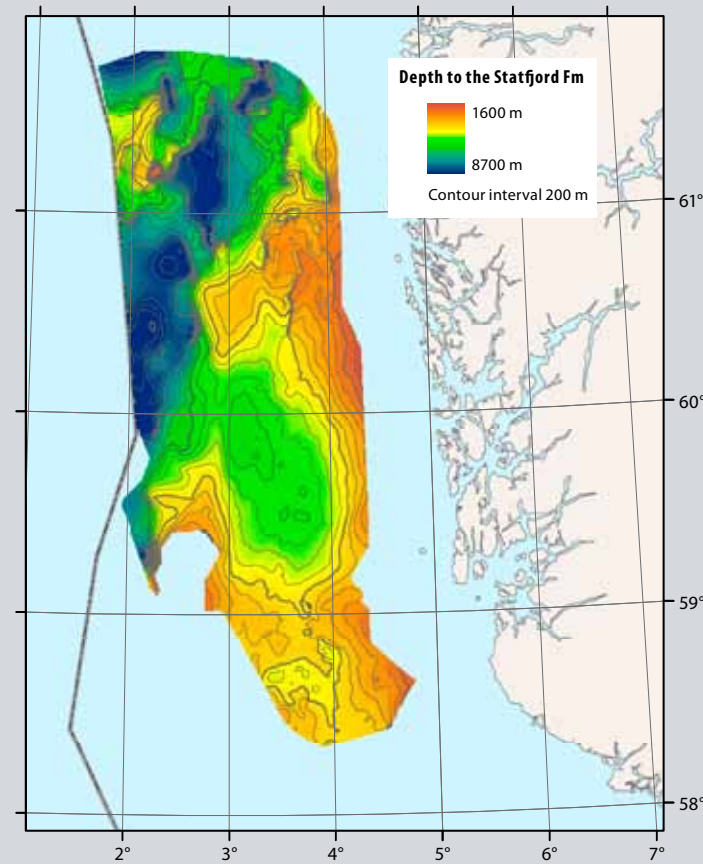 Depth to the Statfjord Fm
1600 m
8700 m
Contour interval 200 m
61°
60°
59°
58°
2° 3° 4° 5° 6° 7°